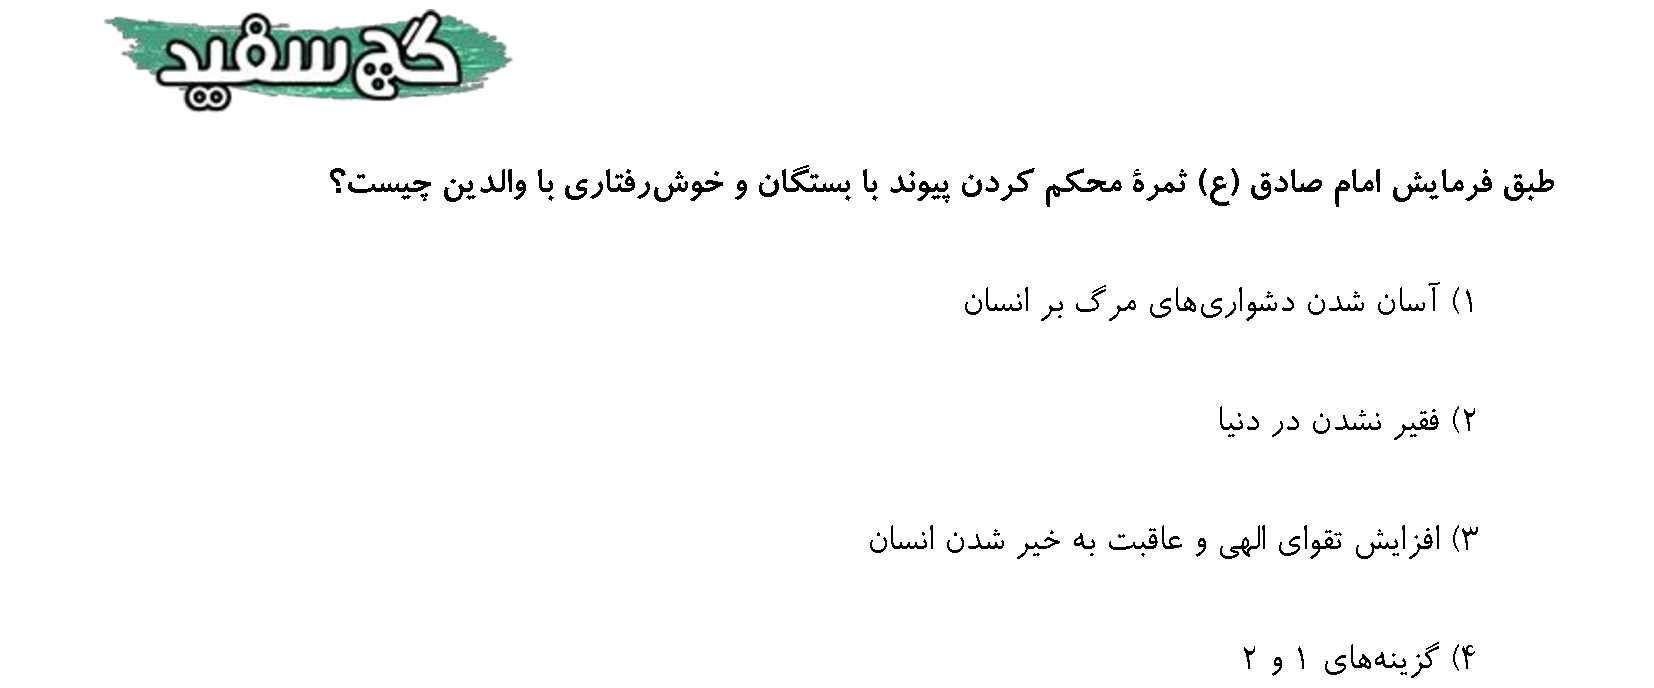 گچ سفید
طبق فرمایش امام صادق (ع) ثمرهٔ محکم کردن پیوند با بستگان و خوش‌رفتاری با والدین چیست؟
۱) آسان شدن دشواری‌های مرگ بر انسان
۲) فقیر نشدن در دنیا
۳) افزایش تقوای الهی و عاقبت به خیر شدن انسان
۴) گزینه‌های ۱ و ۲